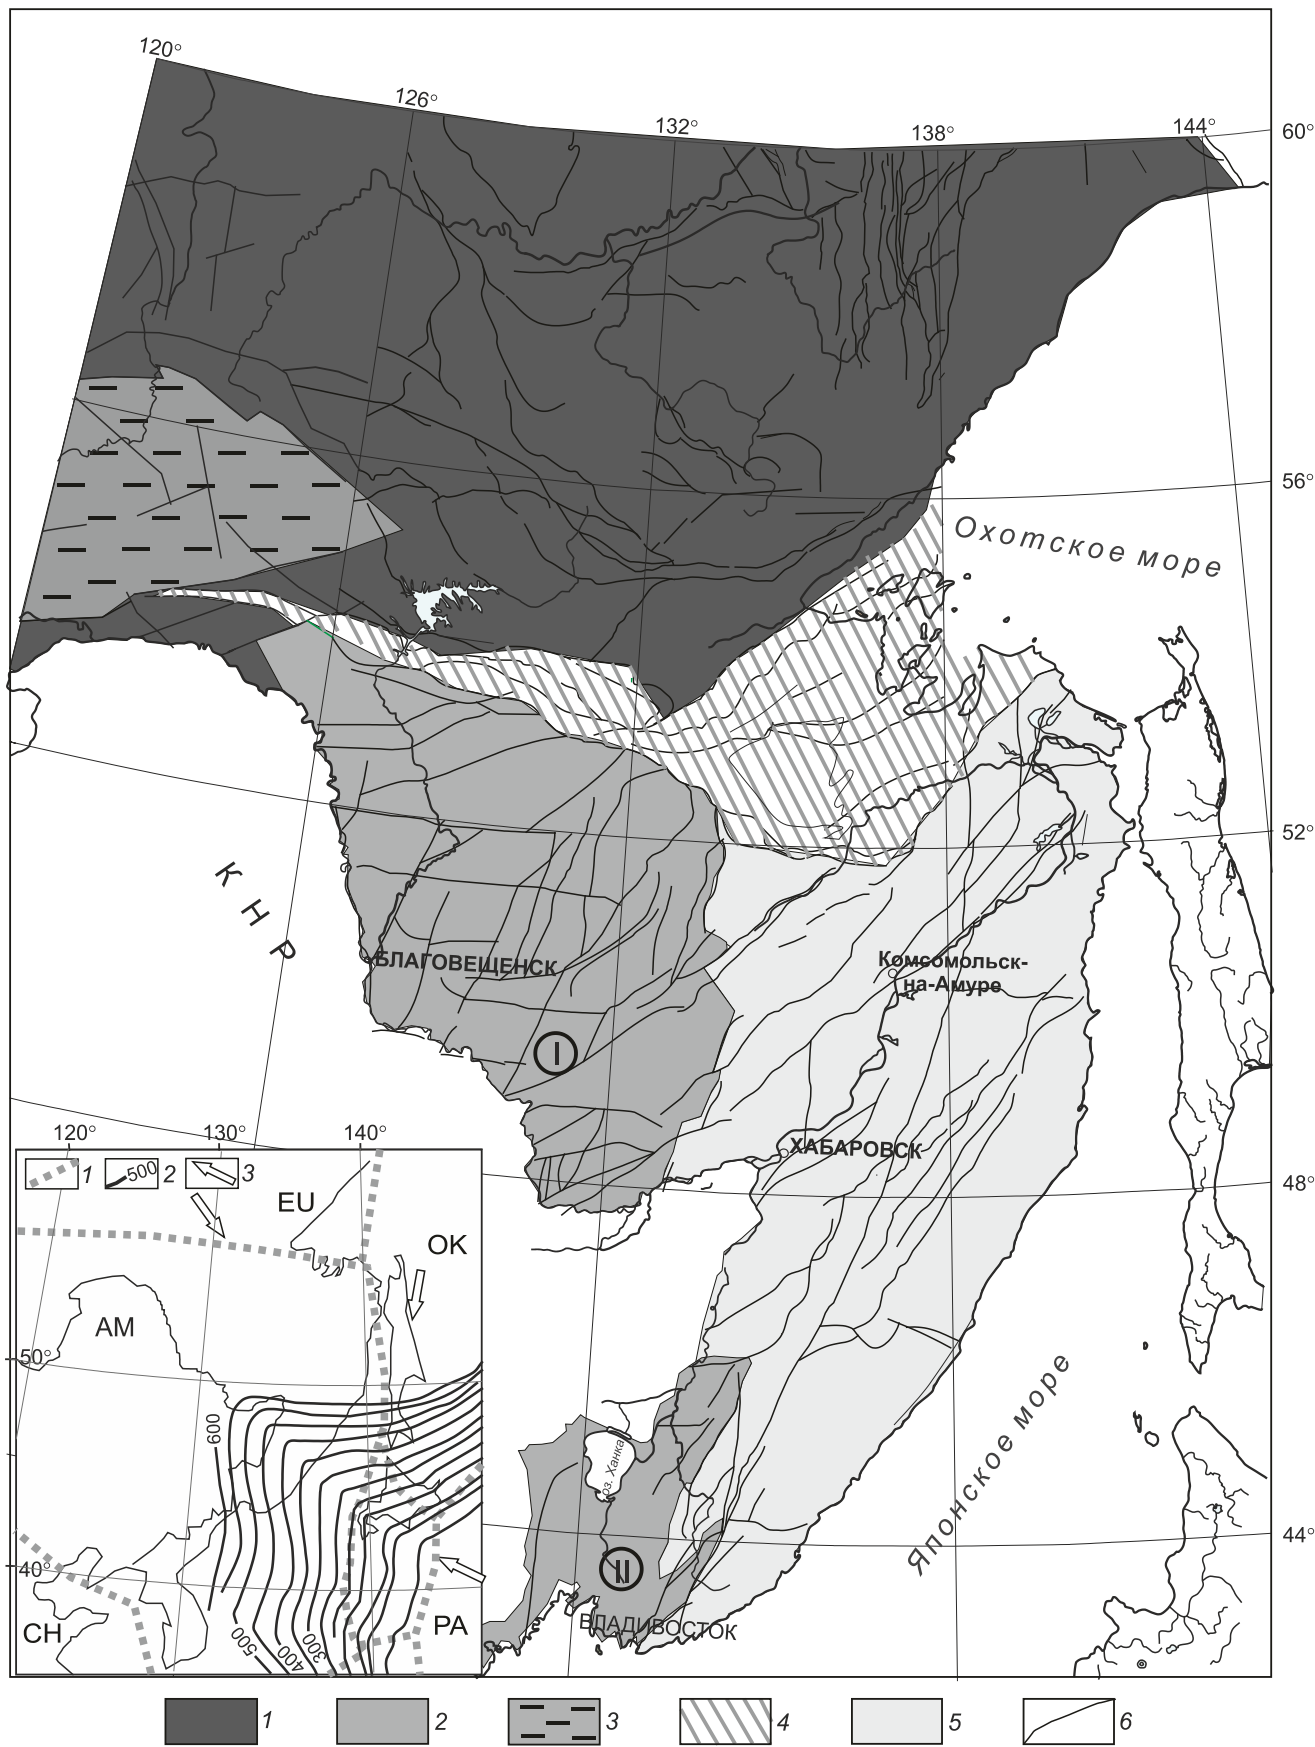 120°
126°
132°
138°
144°
60°
56°
Охотское море
52°
КНР
БЛАГОВЕЩЕНСК
Комсомольск-
на-Амуре
I
ХАБАРОВСК
48°
120°
130°
140°
1
500
2
3
EU
OK
AM
50°
600
Японское море
оз. Ханка
44°
40°
II
CH
PA
ВЛАДИВОСТОК
500
400
300
1
2
3
4
5
6